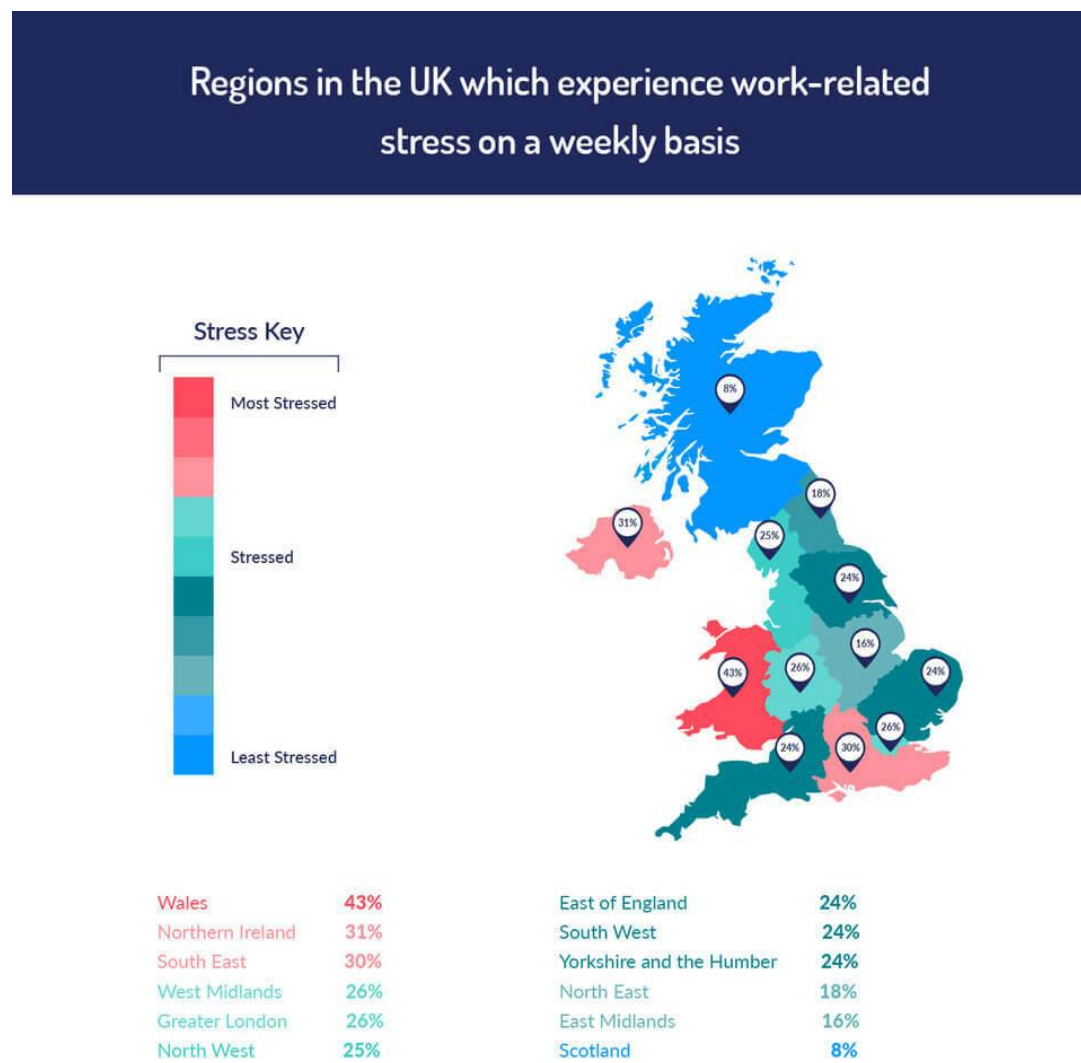 Regions in the UK which experience work-related
stress on a weekly basis
Stress Key
Most Stressed
Stressed
Least Stressed
8%
18%
31%
25%
24%
16%
43%
26%
24%
26%
24%
30%
Wales 43%
Northern Ireland 31%
South East 30%
West Midlands 26%
Greater London 26%
North West 25%
East of England 24%
South West 24%
Yorkshire and the Humber 24%
North East 18%
East Midlands 16%
Scotland 8%